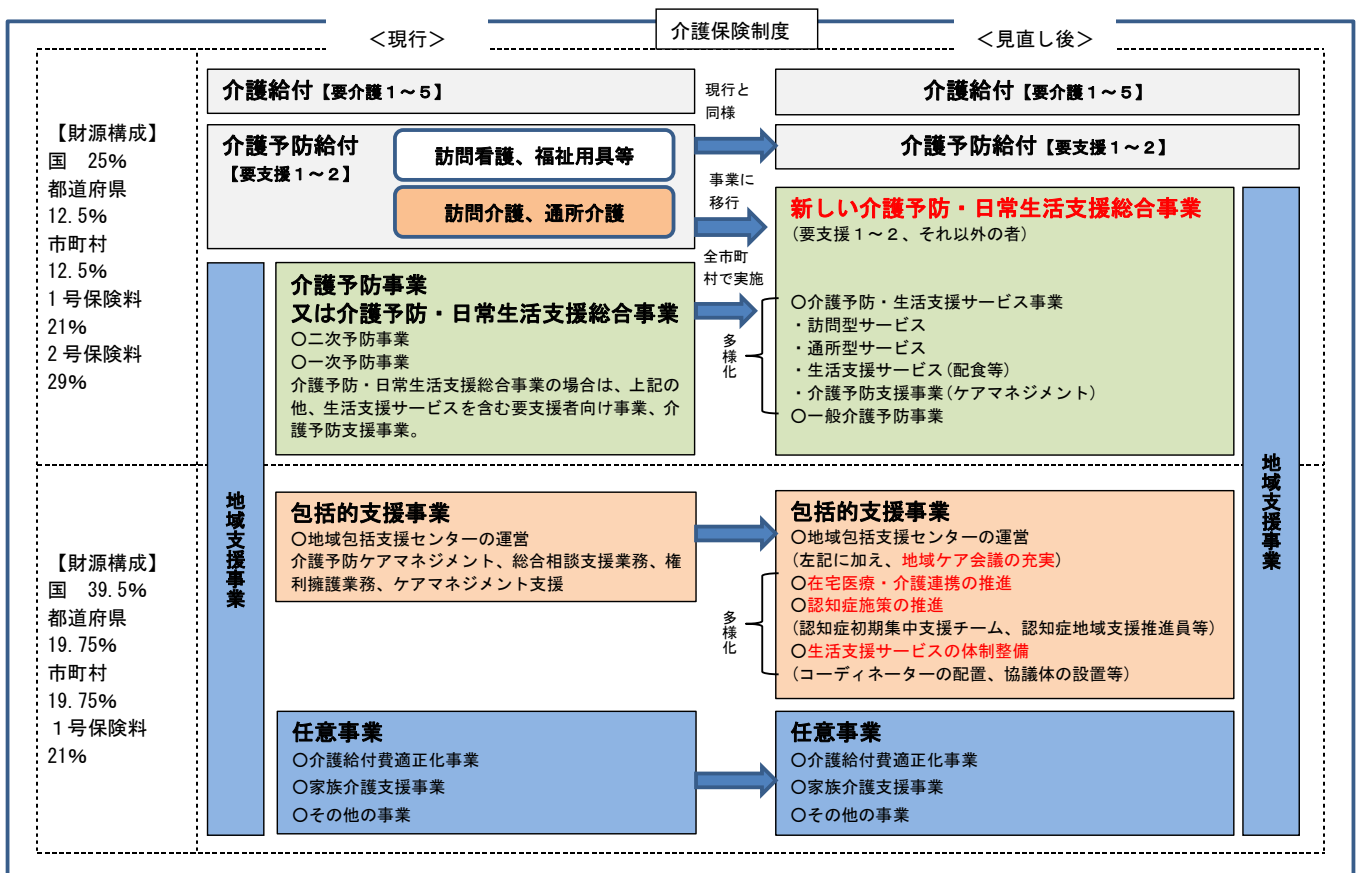 介護保険制度
＜現行＞
＜見直し後＞
【財源構成】
国　25%
都道府県
12.5%
市町村
12.5%
1号保険料
21%
2号保険料
29%
介護給付【要介護1～5】
現行と
同様
介護給付【要介護1～5】
介護予防給付
【要支援1～2】
訪問看護、福祉用具等
訪問介護、通所介護
介護予防給付【要支援1～2】
事業に
移行
新しい介護予防・日常生活支援総合事業
(要支援1～2、それ以外の者)
全市町
村で実施
介護予防事業
又は介護予防・日常生活支援総合事業
○二次予防事業
○一次予防事業
介護予防・日常生活支援総合事業の場合は、上記の
他、生活支援サービスを含む要支援者向け事業、介
護予防支援事業。
多様化
○介護予防・生活支援サービス事業
・訪問型サービス
・通所型サービス
・生活支援サービス(配食等)
・介護予防支援事業(ケアマネジメント)
○一般介護予防事業
地域支援事業
地域支援事業
【財源構成】
国　39.5%
都道府県
19.75%
市町村
19.75%
1号保険料
21%
包括的支援事業
○地域包括支援センターの運営
介護予防ケアマネジメント、総合相談支援業務、権
利擁護業務、ケアマネジメント支援
多様化
包括的支援事業
○地域包括支援センターの運営
(左記に加え、地域ケア会議の充実)
○在宅医療・介護連携の推進
○認知症施策の推進
(認知症初期集中支援チーム、認知症地域支援推進員等)
○生活支援サービスの体制整備
(コーディネーターの配置、協議体の設置等)
任意事業
○介護給付費適正化事業
○家族介護支援事業
○その他の事業
任意事業
○介護給付費適正化事業
○家族介護支援事業
○その他の事業